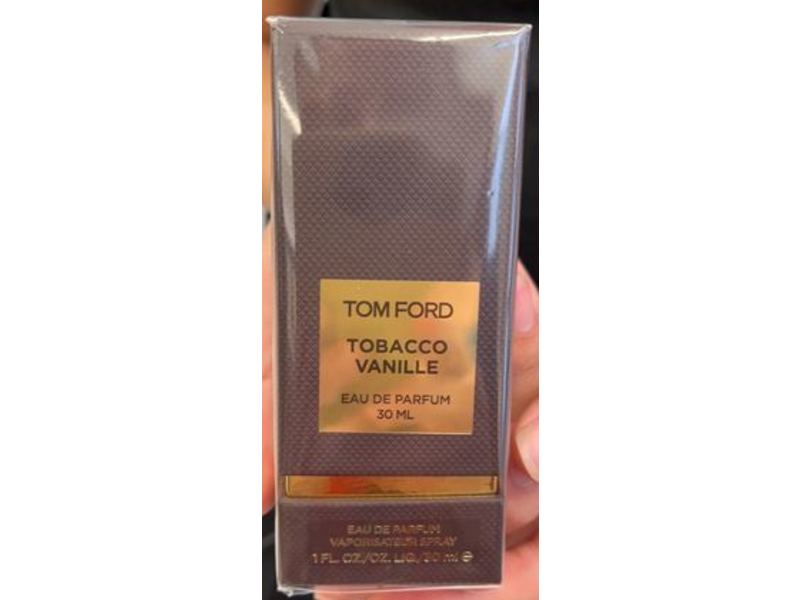 TOM FORD
TOBACCO
VANILLE
EAU DE PARFUM
30 ML
EAU DE PARFUM
VAPORISATEUR SPRAY
1 FL. OZ./OZ. LIQ./30 ml ℮